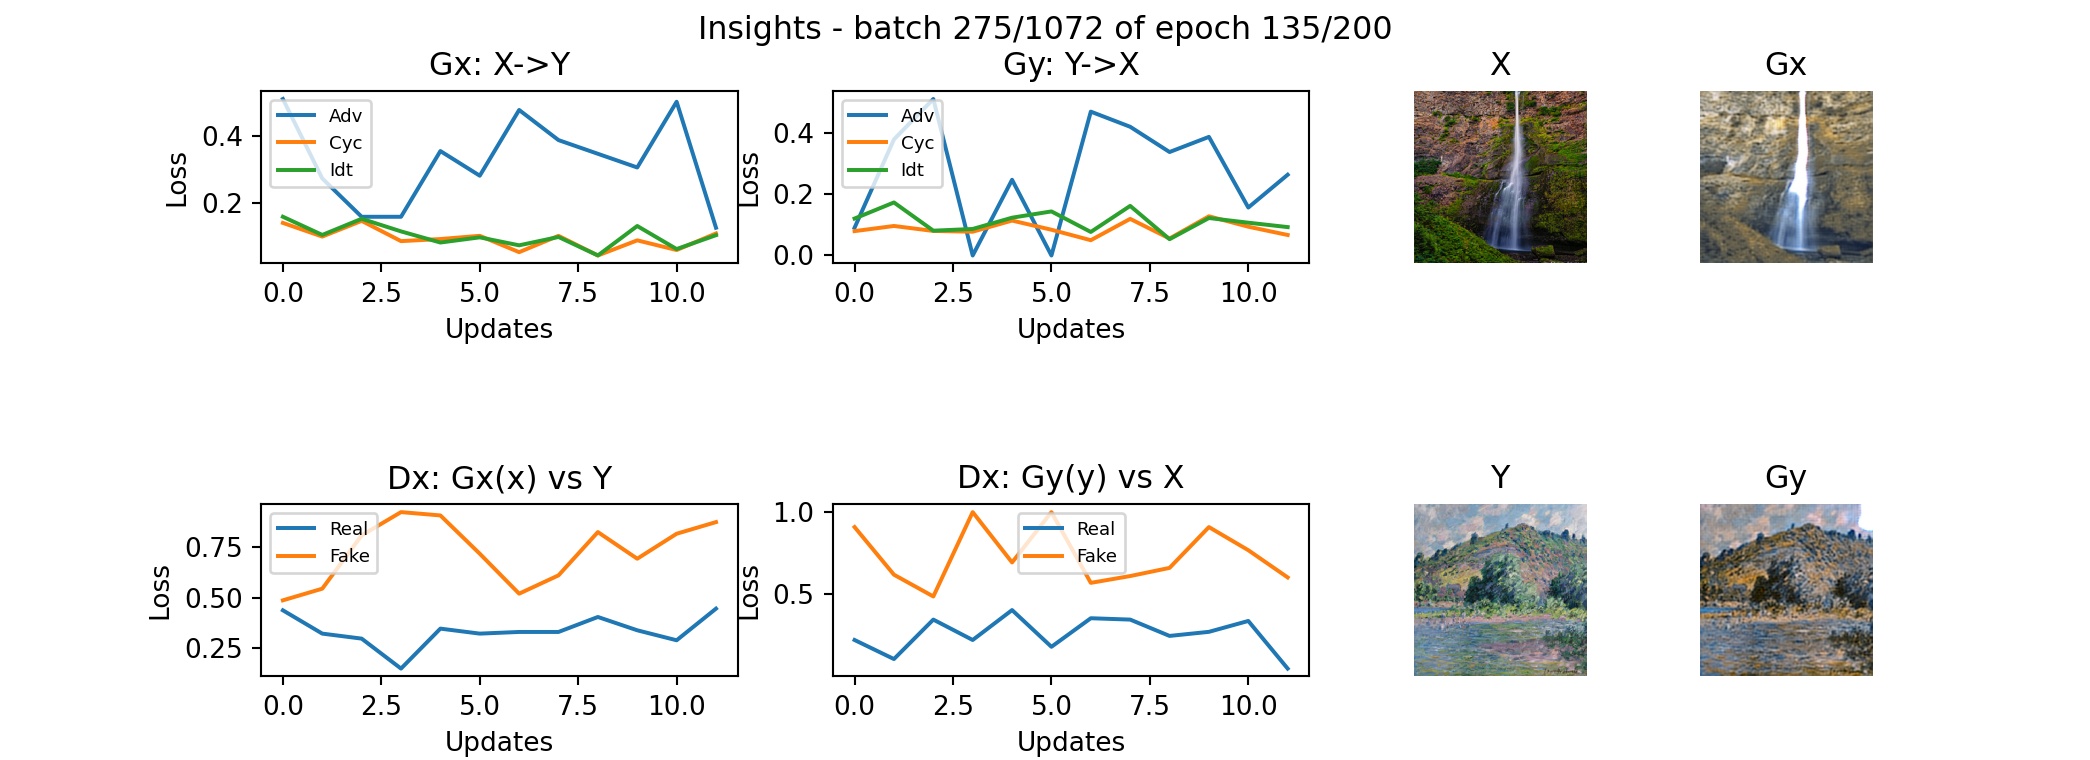 Insights - batch 275/1072 of epoch 135/200
Gx: X->Y
Loss
0.4
0.2
Adv
Cyc
Idt
0.0 2.5 5.0 7.5 10.0
Updates
Gy: Y->X
Loss
0.4
0.2
0.0
Adv
Cyc
Idt
0.0 2.5 5.0 7.5 10.0
Updates
X
Gx
Dx: Gx(x) vs Y
Loss
0.75
0.50
0.25
Real
Fake
0.0 2.5 5.0 7.5 10.0
Updates
Dx: Gy(y) vs X
Loss
1.0
0.5
Real
Fake
0.0 2.5 5.0 7.5 10.0
Updates
Y
Gy